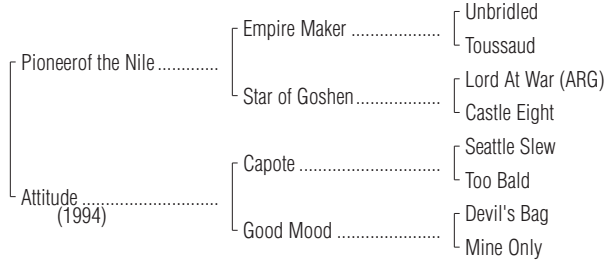 Unbridled
Empire Maker ..................
Toussaud
Pioneerof the Nile .............
Lord At War (ARG)
Star of Goshen..................
Castle Eight
Seattle Slew
Capote ..............................
Too Bald
Attitude .............................
(1994)
Devil's Bag
Good Mood ......................
Mine Only